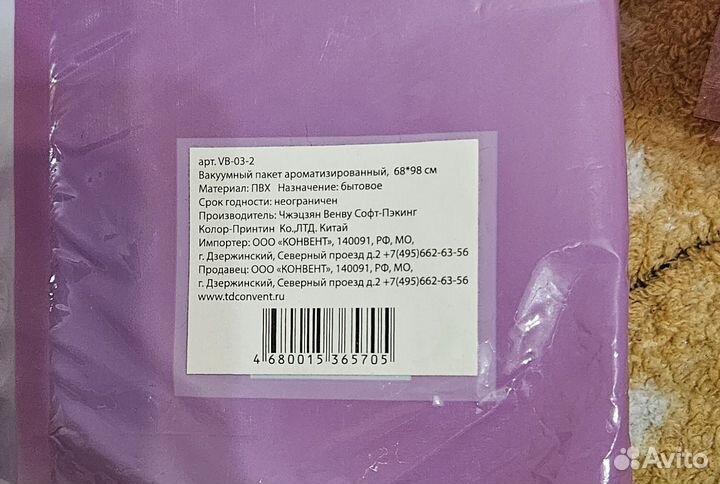 арт. VB-03-2
Вакуумный пакет ароматизированный, 68*98 см
Материал: ПВХ Назначение: бытовое
Срок годности: неограничен
Производитель: Чжэцзян Венву Софт-Пэкинг
Колор-Принтин Ко.,ЛТД. Китай
Импортер: ООО «КОНВЕНТ», 140091, РФ, МО,
г. Дзержинский, Северный проезд д.2 +7(495)662-63-56
Продавец: ООО «КОНВЕНТ», 140091, РФ, МО,
г. Дзержинский, Северный проезд д.2 +7(495)662-63-56
www.tdconvent.ru
4 680015 365705
Avito